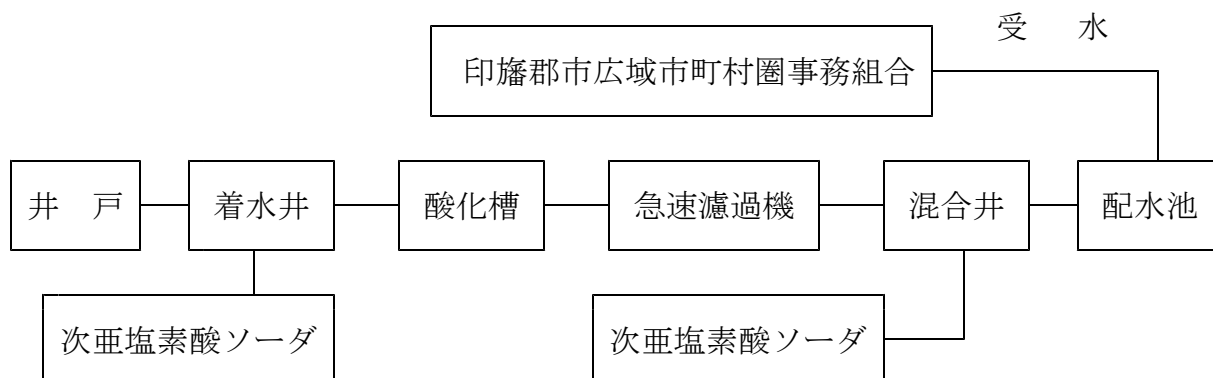 受　水
印旛郡市広域市町村圏事務組合
井　戸
着水井
酸化槽
急速濾過機
混合井
配水池
次亜塩素酸ソーダ
次亜塩素酸ソーダ